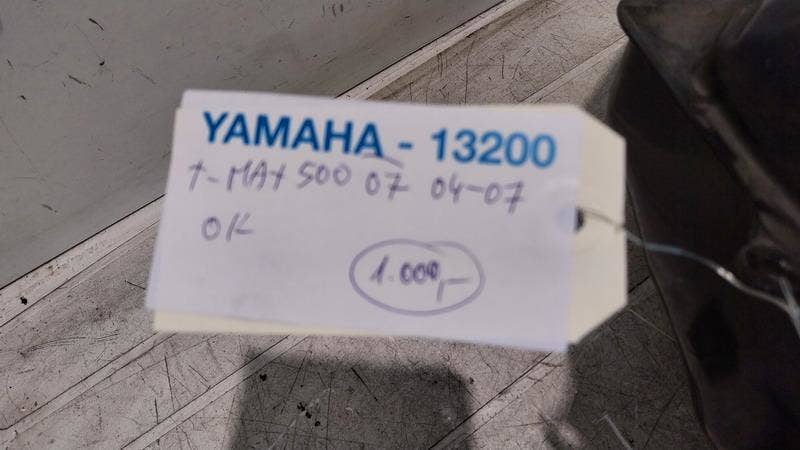 YAMAHA - 13200
T-MAX 500 07 04-07
OK
1.000,-